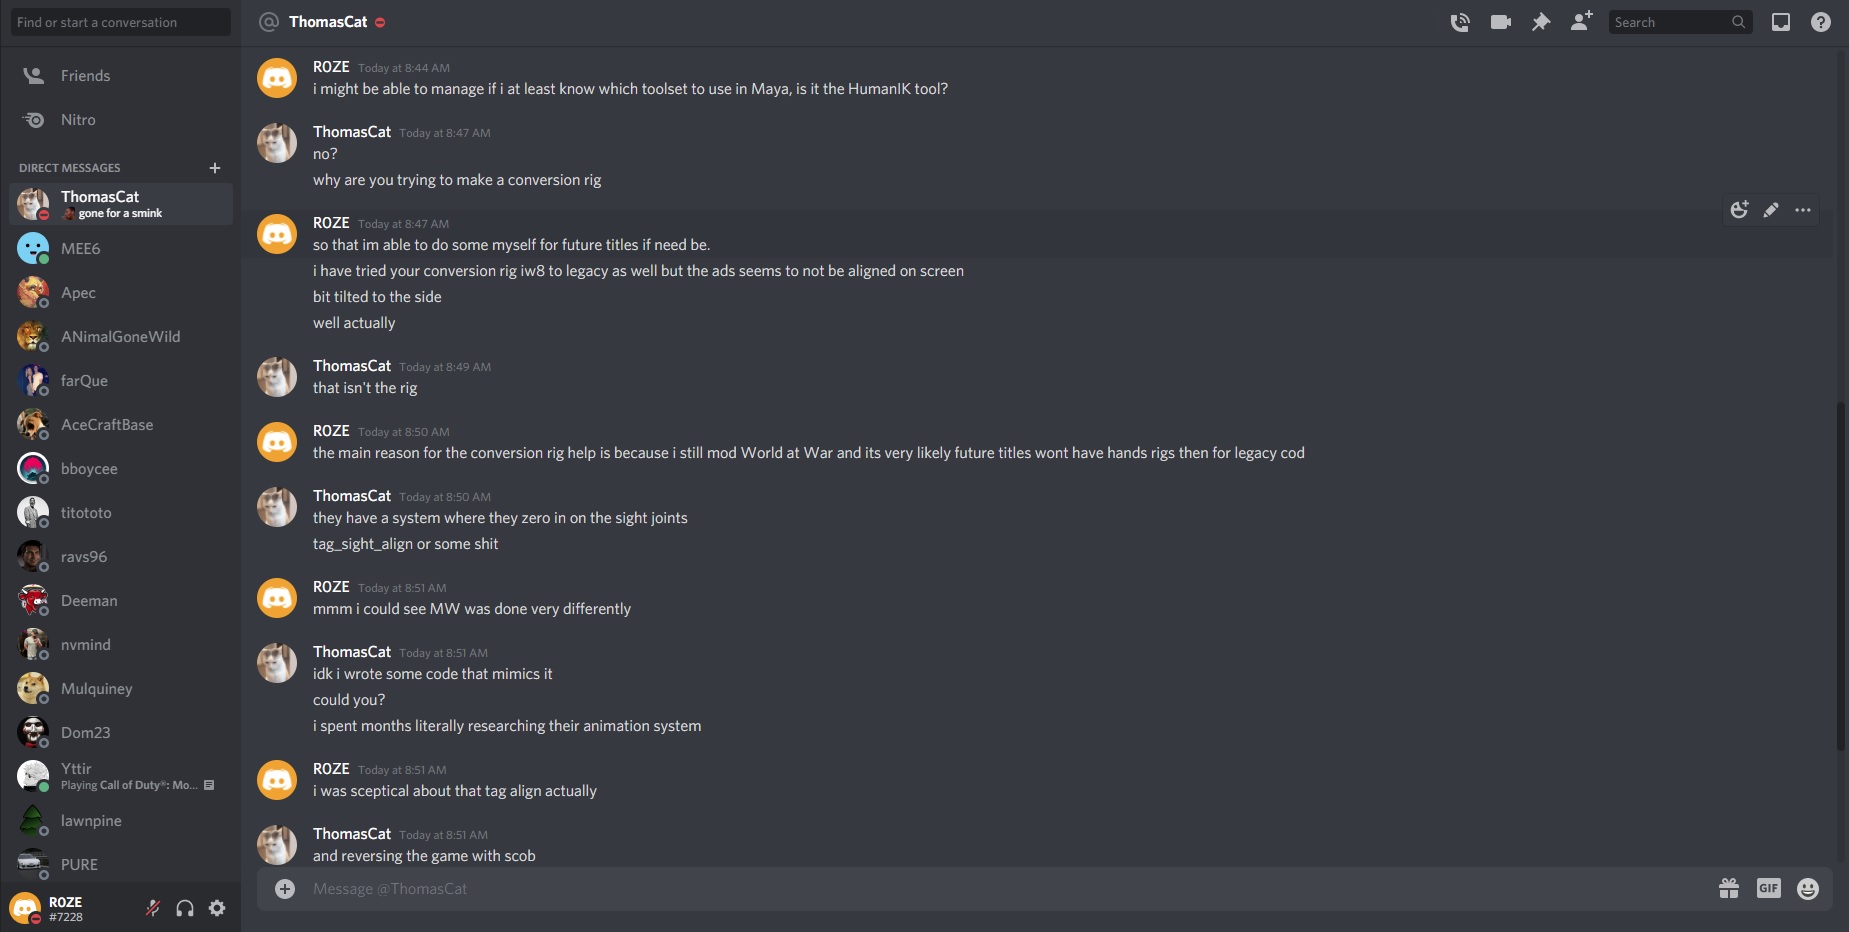 Find or start a conversation
Friends
Nitro
DIRECT MESSAGES
ThomasCat
gone for a smink
MEE6
Apec
ANimalGoneWild
farQue
AceCraftBase
bboycee
titototo
ravs96
Deeman
nvmind
Mulquiney
Dom23
Yttir
Playing Call of Duty®: Mo...
lawnpine
PURE
ROZE
#7228
@ ThomasCat
Search
ROZE Today at 8:44 AM
i might be able to manage if i at least know which toolset to use in Maya, is it the HumanIK tool?
ThomasCat Today at 8:47 AM
no?
why are you trying to make a conversion rig
ROZE Today at 8:47 AM
so that im able to do some myself for future titles if need be.
i have tried your conversion rig iw8 to legacy as well but the ads seems to not be aligned on screen
bit tilted to the side
well actually
ThomasCat Today at 8:49 AM
that isn't the rig
ROZE Today at 8:50 AM
the main reason for the conversion rig help is because i still mod World at War and its very likely future titles wont have hands rigs then for legacy cod
ThomasCat Today at 8:50 AM
they have a system where they zero in on the sight joints
tag_sight_align or some shit
ROZE Today at 8:51 AM
mmm i could see MW was done very differently
ThomasCat Today at 8:51 AM
idk i wrote some code that mimics it
could you?
i spent months literally researching their animation system
ROZE Today at 8:51 AM
i was sceptical about that tag align actually
ThomasCat Today at 8:51 AM
and reversing the game with scob
Message @ThomasCat
GIF